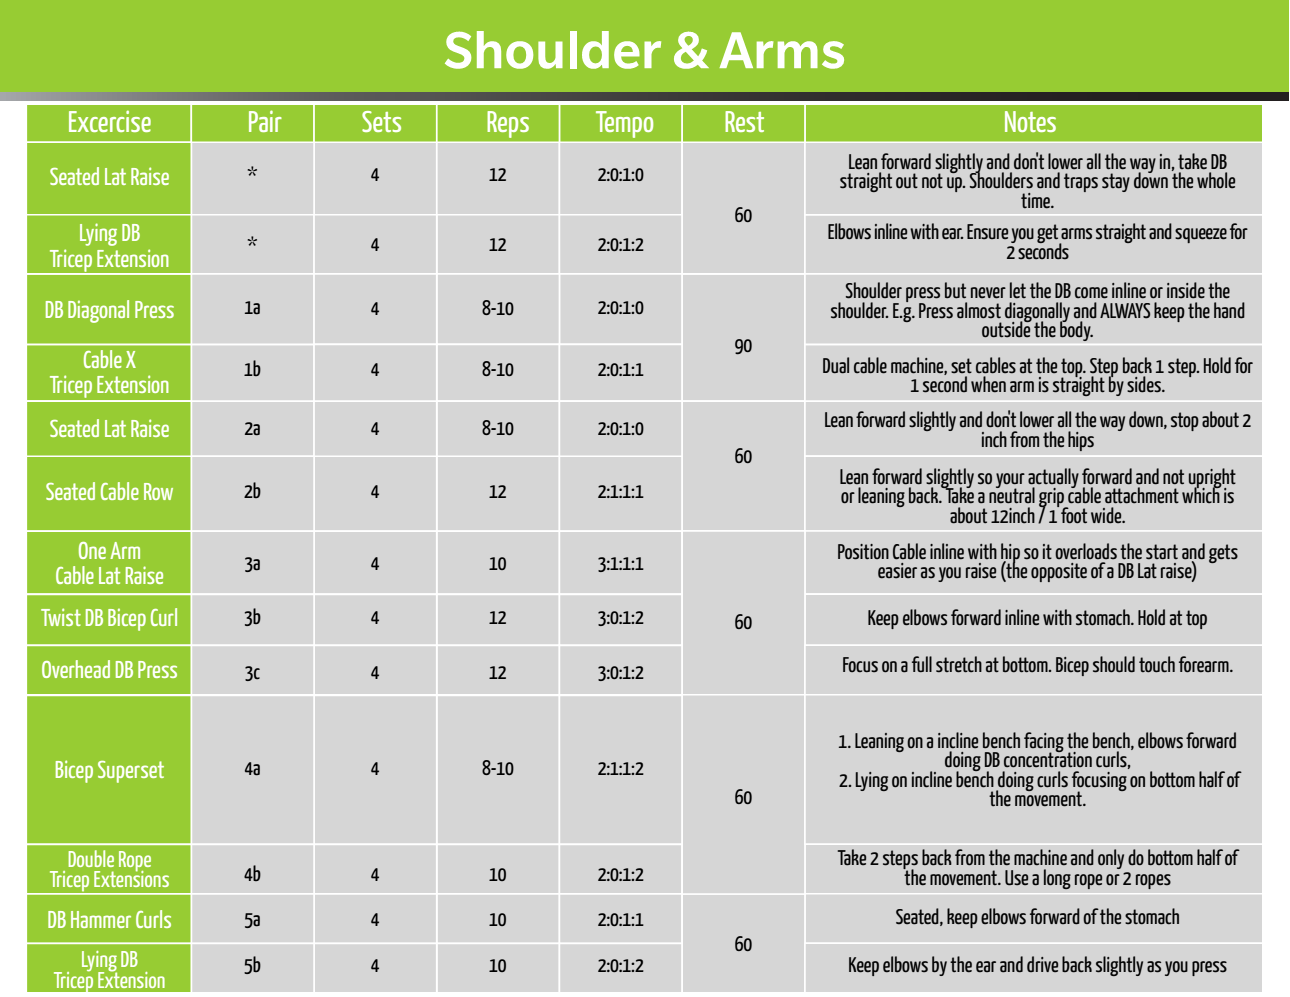 Shoulder & Arms
Excercise Pair Sets Reps Tempo Rest Notes
Seated Lat Raise * 4 12 2:0:1:0
Lean forward slightly and don't lower all the way in, take DB
straight out not up. Shoulders and traps stay down the whole
time.
60
Lying DB
Tricep Extension
* 4 12 2:0:1:2
Elbows inline with ear. Ensure you get arms straight and squeeze for
2 seconds
DB Diagonal Press 1a 4 8-10 2:0:1:0
Shoulder press but never let the DB come inline or inside the
shoulder. E.g. Press almost diagonally and ALWAYS keep the hand
outside the body.
90
Cable X
Tricep Extension
1b 4 8-10 2:0:1:1
Dual cable machine, set cables at the top. Step back 1 step. Hold for
1 second when arm is straight by sides.
Seated Lat Raise 2a 4 8-10 2:0:1:0
Lean forward slightly and don't lower all the way down, stop about 2
inch from the hips
60
Seated Cable Row 2b 4 12 2:1:1:1
Lean forward slightly so your actually forward and not upright
or leaning back. Take a neutral grip cable attachment which is
about 12inch / 1 foot wide.
One Arm
Cable Lat Raise
3a 4 10 3:1:1:1
Position Cable inline with hip so it overloads the start and gets
easier as you raise (the opposite of a DB Lat raise)
Twist DB Bicep Curl 3b 4 12 3:0:1:2 60 Keep elbows forward inline with stomach. Hold at top
Overhead DB Press 3c 4 12 3:0:1:2 Focus on a full stretch at bottom. Bicep should touch forearm.
Bicep Superset 4a 4 8-10 2:1:1:2
1. Leaning on a incline bench facing the bench, elbows forward
doing DB concentration curls,
2. Lying on incline bench doing curls focusing on bottom half of
the movement.
60
Double Rope
Tricep Extensions
4b 4 10 2:0:1:2
Take 2 steps back from the machine and only do bottom half of
the movement. Use a long rope or 2 ropes
DB Hammer Curls 5a 4 10 2:0:1:1 Seated, keep elbows forward of the stomach
60
Lying DB
Tricep Extension
5b 4 10 2:0:1:2 Keep elbows by the ear and drive back slightly as you press